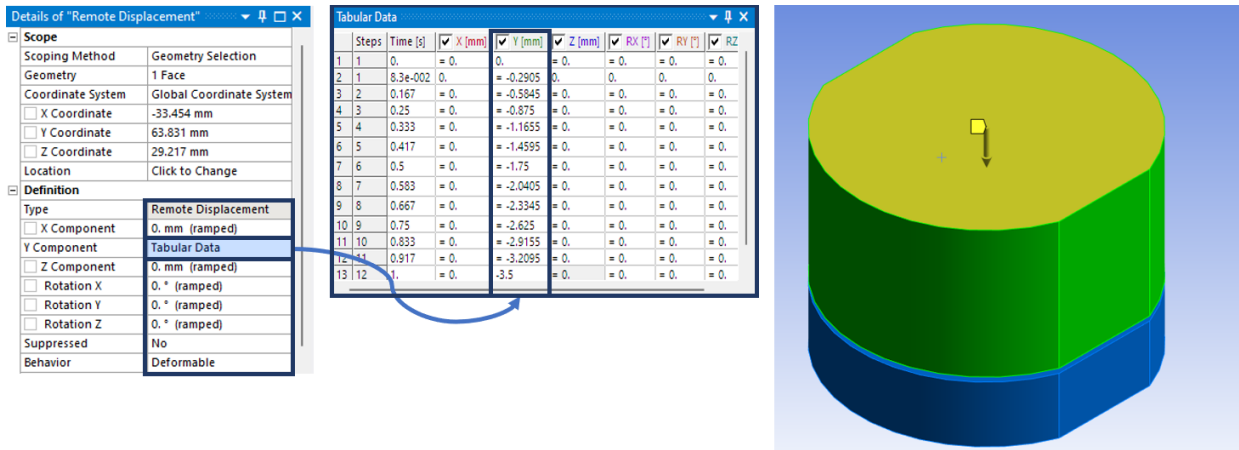 Details of "Remote Displacement"
Scope
Scoping Method Geometry Selection
Geometry 1 Face
Coordinate System Global Coordinate System
X Coordinate -33.454 mm
Y Coordinate 63.831 mm
Z Coordinate 29.217 mm
Location Click to Change
Definition
Type Remote Displacement
X Component 0. mm (ramped)
Y Component Tabular Data
Z Component 0. mm (ramped)
Rotation X 0. ° (ramped)
Rotation Y 0. ° (ramped)
Rotation Z 0. ° (ramped)
Suppressed No
Behavior Deformable
Tabular Data
Steps Time [s] X [mm] Y [mm] Z [mm] RX [°] RY [°] RZ
1 1 0. = 0. 0. = 0. = 0. = 0. = 0.
2 1 8.3e-002 0. = -0.2905 0. 0. 0. 0.
3 2 0.167 = 0. = -0.5845 = 0. = 0. = 0. = 0.
4 3 0.25 = 0. = -0.875 = 0. = 0. = 0. = 0.
5 4 0.333 = 0. = -1.1655 = 0. = 0. = 0. = 0.
6 5 0.417 = 0. = -1.4595 = 0. = 0. = 0. = 0.
7 6 0.5 = 0. = -1.75 = 0. = 0. = 0. = 0.
8 7 0.583 = 0. = -2.0405 = 0. = 0. = 0. = 0.
9 8 0.667 = 0. = -2.3345 = 0. = 0. = 0. = 0.
10 9 0.75 = 0. = -2.625 = 0. = 0. = 0. = 0.
11 10 0.833 = 0. = -2.9155 = 0. = 0. = 0. = 0.
12 11 0.917 = 0. = -3.2095 = 0. = 0. = 0. = 0.
13 12 1. = 0. -3.5 = 0. = 0. = 0. = 0.